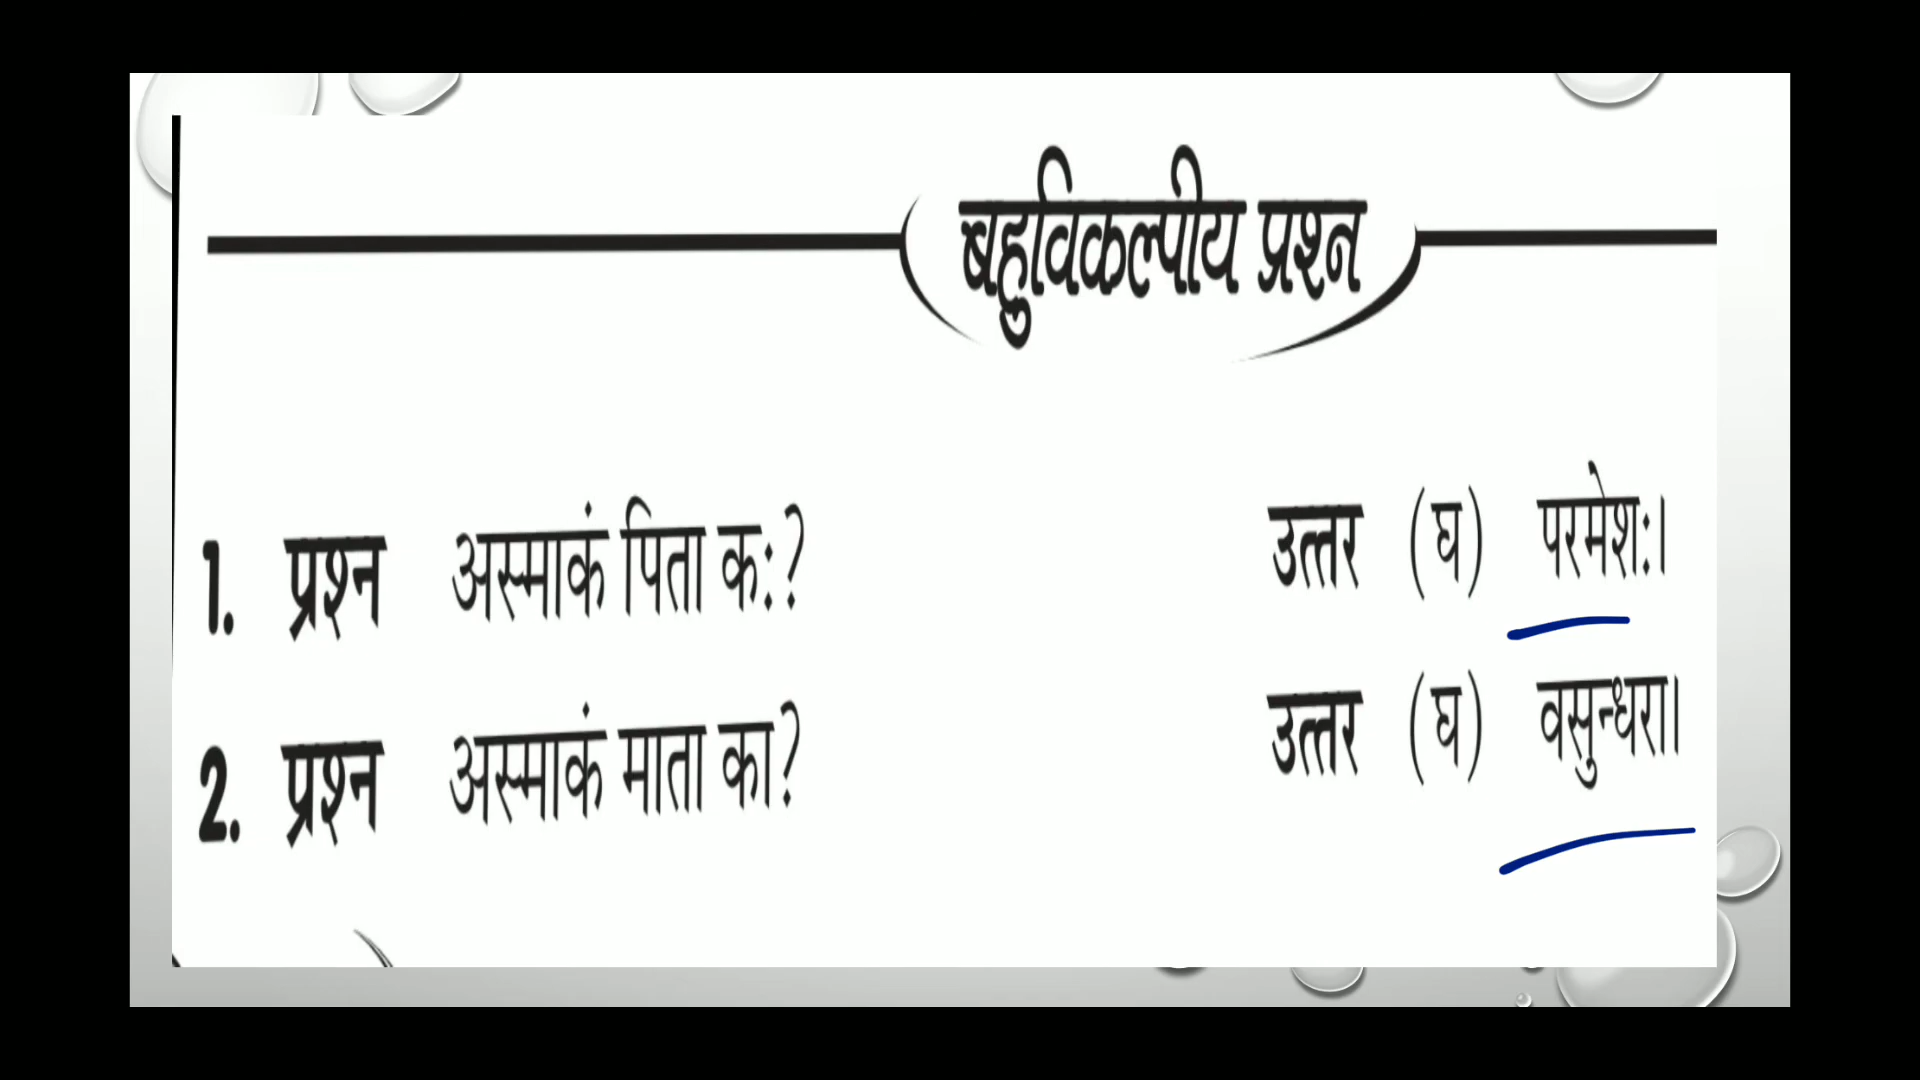 बहुविकल्पीय प्रश्न
1. प्रश्न अस्माकं पिता कः? उत्तर (घ) परमेशः।
2. प्रश्न अस्माकं माता का? उत्तर (घ) वसुन्धरा।